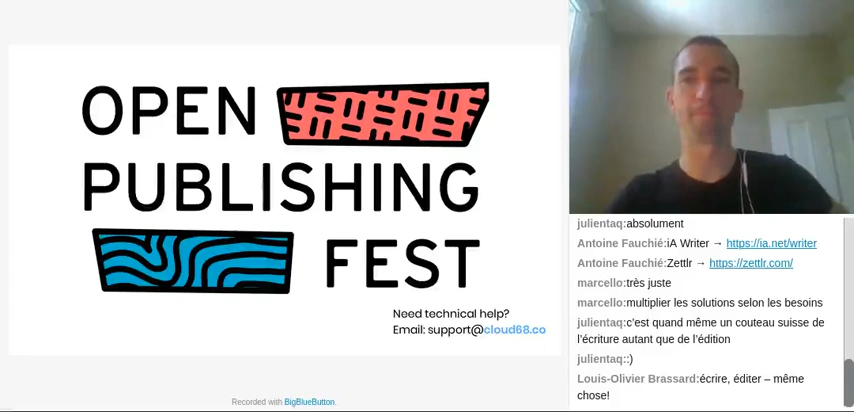 OPEN
PUBLISHING
FEST
Need technical help?
Email: support@cloud68.co
Recorded with BigBlueButton.
julientaq:absolument
Antoine Fauchié:iA Writer → https://ia.net/writer
Antoine Fauchié:Zettlr → https://zettlr.com/
marcello:très juste
marcello:multiplier les solutions selon les besoins
julientaq:c'est quand même un couteau suisse de
l'écriture autant que de l'édition
julientaq::)
Louis-Olivier Brassard:écrire, éditer – même
chose!